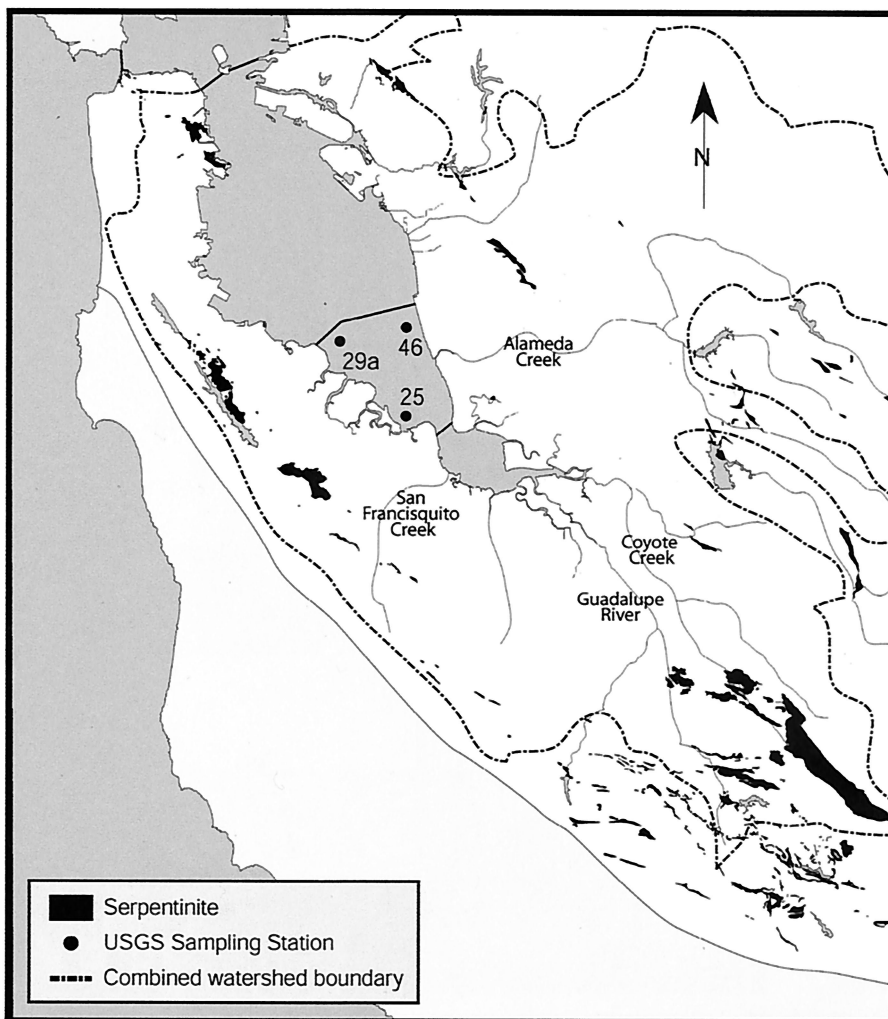 N
46
29a
25
Alameda
Creek
San
Francisquito
Creek
Coyote
Creek
Guadalupe
River
Serpentinite
USGS Sampling Station
Combined watershed boundary